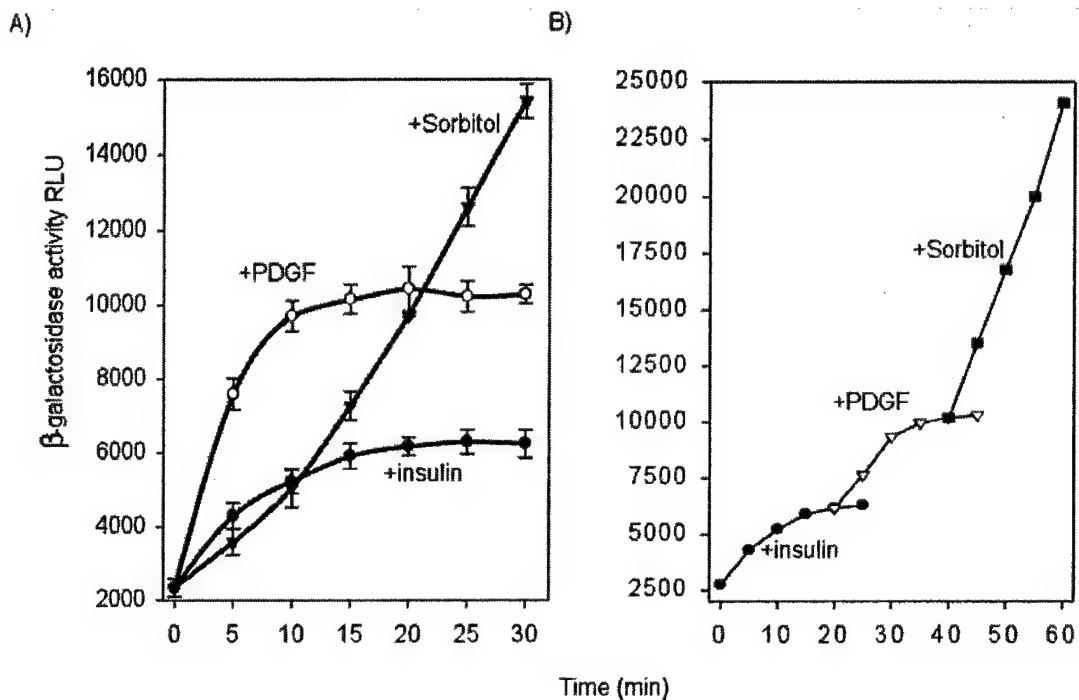 A)
β-galactosidase activity RLU
16000
14000
12000
10000
8000
6000
4000
2000
+Sorbitol
+PDGF
+insulin
0 5 10 15 20 25 30
B)
25000
22500
20000
17500
15000
12500
10000
7500
5000
2500
+Sorbitol
+PDGF
+insulin
0 10 20 30 40 50 60
Time (min)